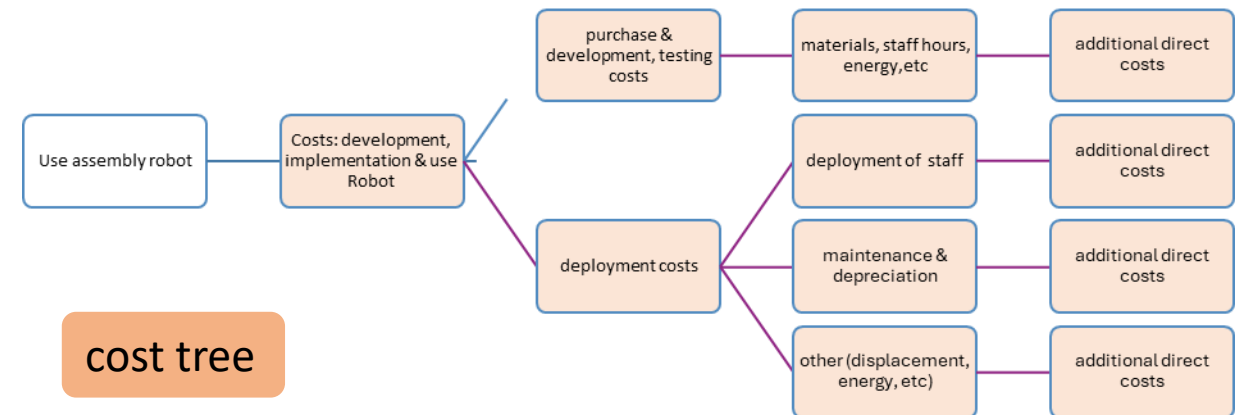 purchase &
development, testing
costs
materials, staff hours,
energy,etc
additional direct
costs
Use assembly robot
Costs: development,
implementation & use
Robot
deployment of staff
additional direct
costs
deployment costs
maintenance &
depreciation
additional direct
costs
cost tree
other (displacement,
energy, etc)
additional direct
costs